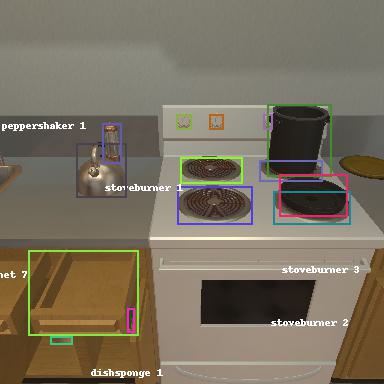 peppershaker 1
stoveburner 1
net 7
stoveburner 3
stoveburner 2
dishsponge 1